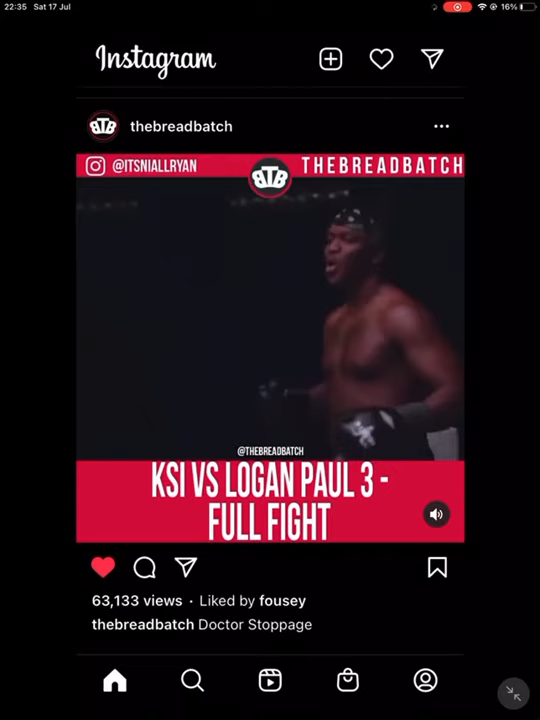 22:35 Sat 17 Jul 16%
Instagram
thebreadbatch
@ITSNIALLRYAN BTB THEBREADBATCH
@THEBREADBATCH
KSI VS LOGAN PAUL 3 -
FULL FIGHT
63,133 views · Liked by fousey
thebreadbatch Doctor Stoppage